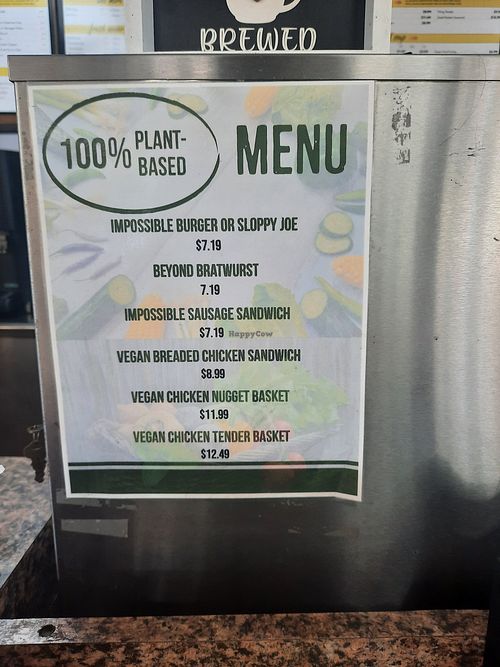 BREWED
100% PLANT-
BASED
MENU
IMPOSSIBLE BURGER OR SLOPPY JOE
$7.19
BEYOND BRATWURST
7.19
IMPOSSIBLE SAUSAGE SANDWICH
$7.19
HappyCow
VEGAN BREADED CHICKEN SANDWICH
$8.99
VEGAN CHICKEN NUGGET BASKET
$11.99
VEGAN CHICKEN TENDER BASKET
$12.49